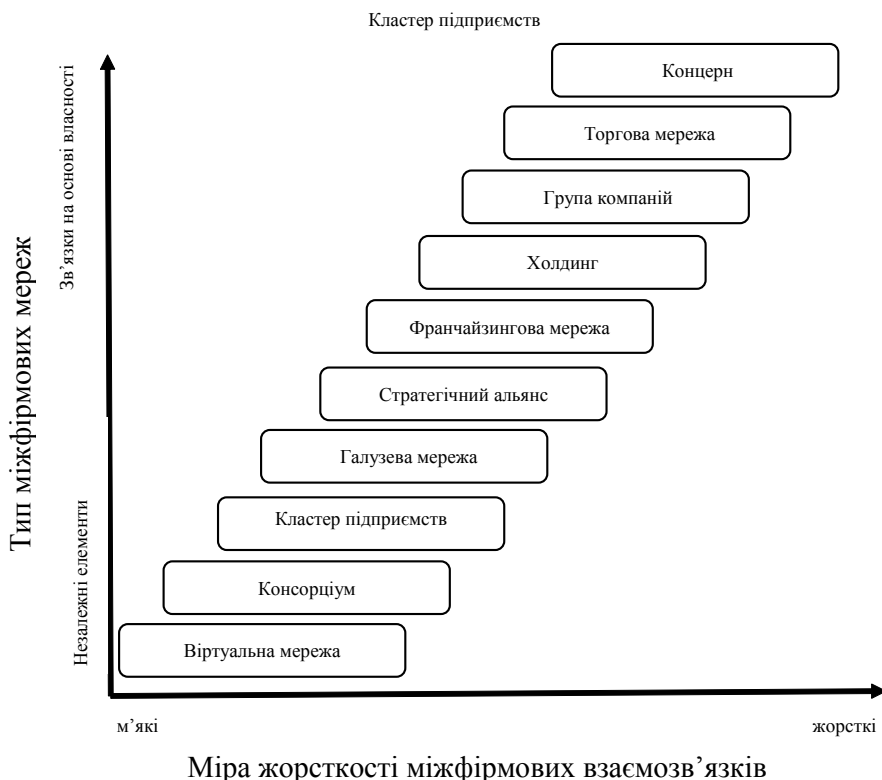 Кластер підприємств
Концерн
Торгова мережа
Група компаній
Холдинг
Франчайзингова мережа
Стратегічний альянс
Галузева мережа
Кластер підприємств
Консорціум
Віртуальна мережа
Тип міжфірмових мереж
Зв’язки на основі власності
Незалежні елементи
м’які
жорсткі
Міра жорсткості міжфірмових взаємозв’язків